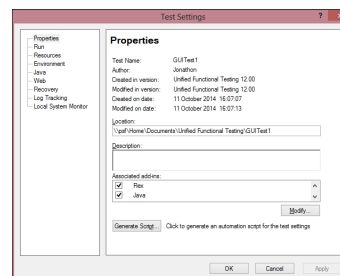 Test Settings
?
Properties
Run
Resources
Environment
Java
Web
Recovery
Log Tracking
Local System Monitor
Properties
Test Name: GUITest1
Author: Jonathon
Created in version: Unified Functional Testing 12.00
Modified in version: Unified Functional Testing 12.00
Created on date: 11 October 2014 16:07:07
Modified on date: 11 October 2014 16:07:13
Location:
\\psf\Home\Documents\Unified Functional Testing\GUITest1
Description:
Associated add-ins:
Flex
Java
Modify...
Generate Script... Click to generate an automation script for the test settings
OK Cancel Apply